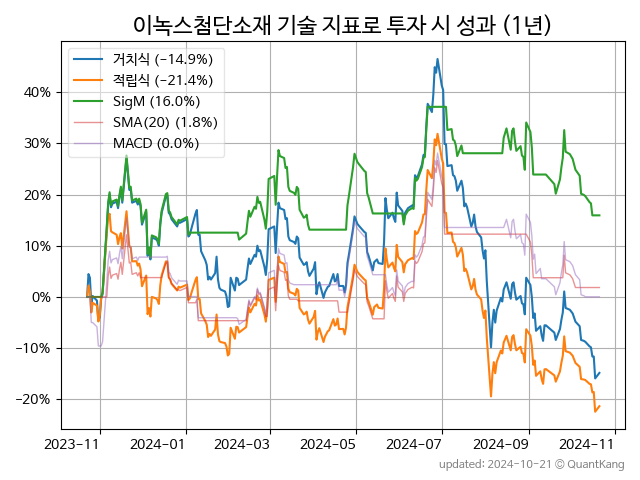 이녹스첨단소재 기술 지표로 투자 시 성과 (1년)
거치식 (−14.9%)
적립식 (−21.4%)
SigM (16.0%)
SMA(20) (1.8%)
MACD (0.0%)
40%
30%
20%
10%
0%
−10%
−20%
2023-11 2024-01 2024-03 2024-05 2024-07 2024-09 2024-11
updated: 2024-10-21 © QuantKang